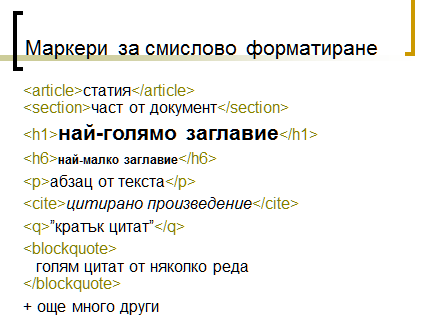 Маркери за смислово форматиране
<article>статия</article>
<section>част от документ</section>
<h1>най-голямо заглавие</h1>
<h6>най-малко заглавие</h6>
<p>абзац от текста</p>
<cite>цитирано произведение</cite>
<q>”кратък цитат”</q>
<blockquote>
голям цитат от няколко реда
</blockquote>
+ още много други